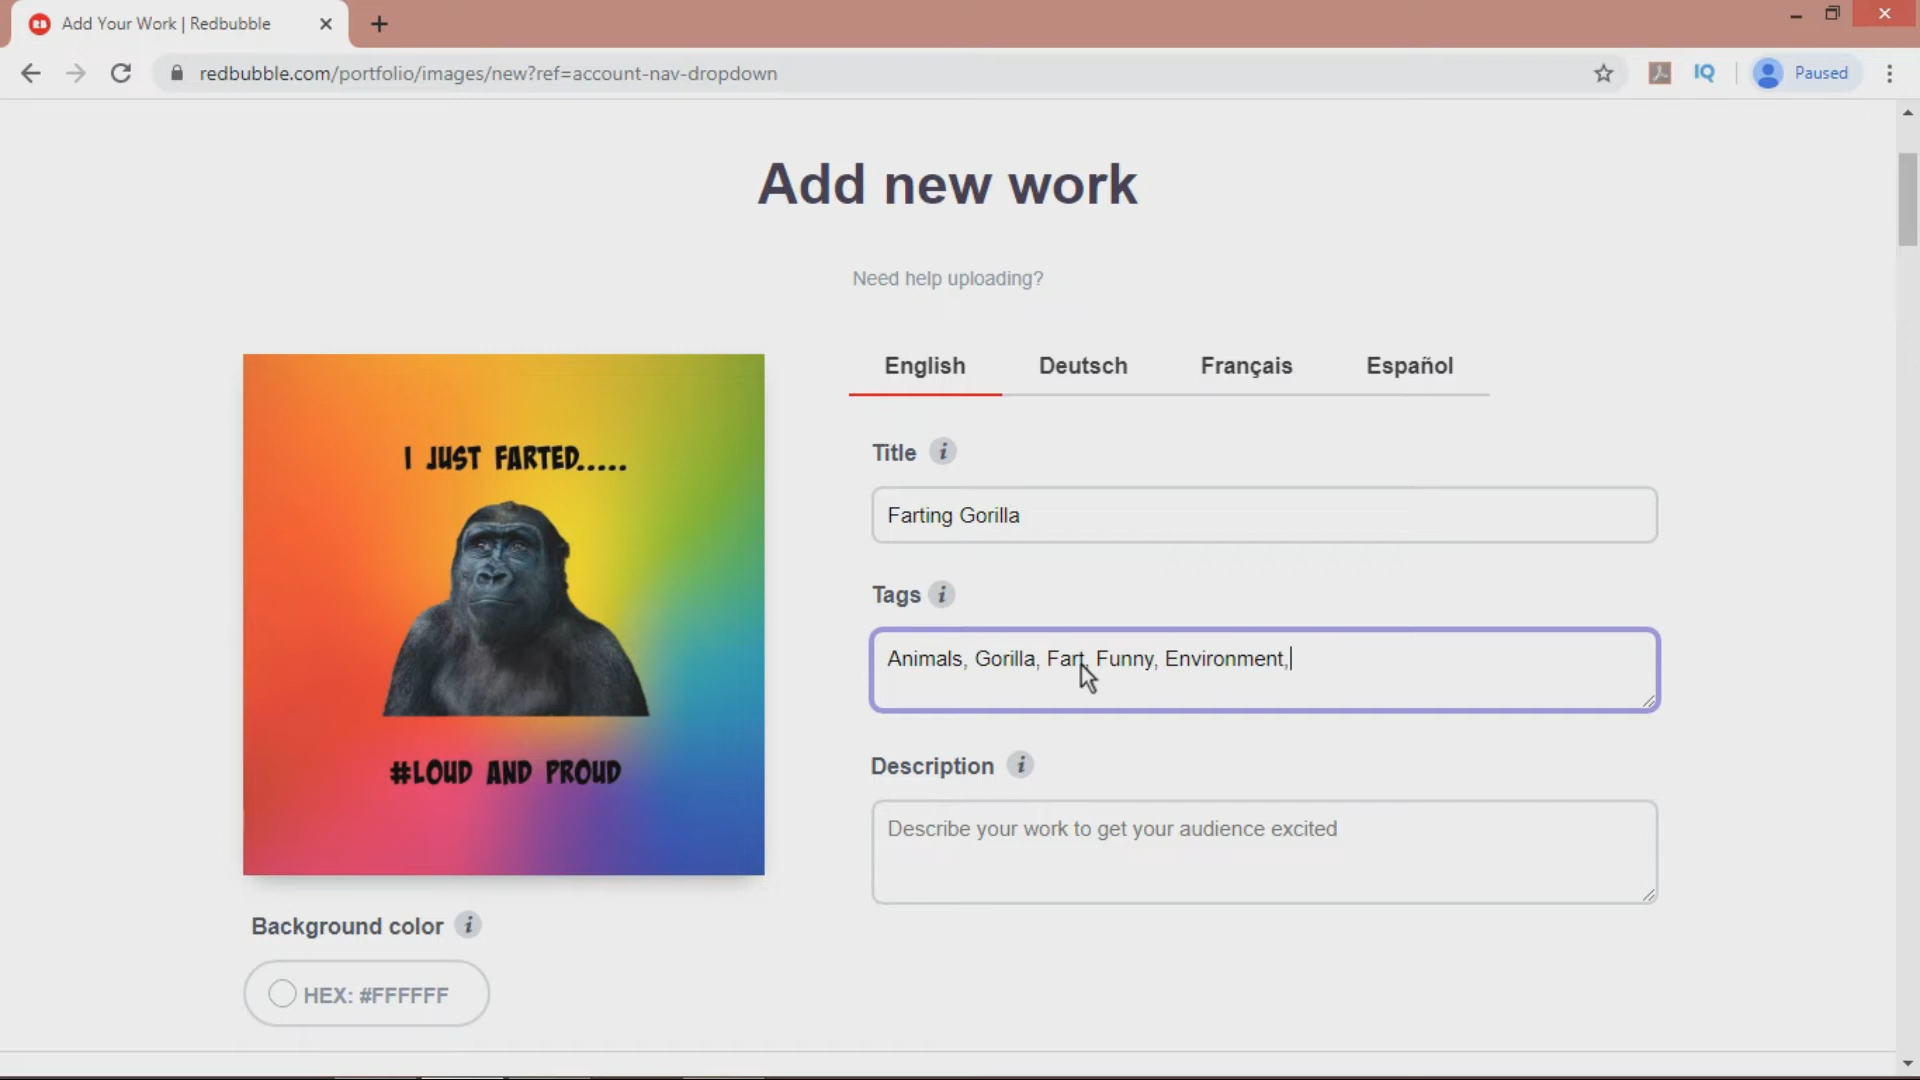 Add Your Work | Redbubble
redbubble.com/portfolio/images/new?ref=account-nav-dropdown
IQ
Paused
Add new work
Need help uploading?
English Deutsch Français Español
I JUST FARTED.....
#LOUD AND PROUD
Title i
Farting Gorilla
Tags i
Animals, Gorilla, Fart, Funny, Environment,
Description i
Describe your work to get your audience excited
Background color i
HEX: #FFFFFF